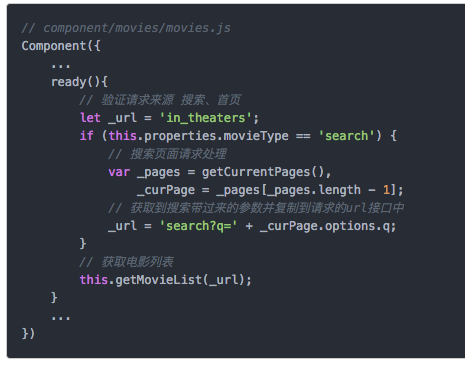 // component/movies/movies.js
Component({
...
ready(){
// 验证请求来源 搜索、首页
let _url = 'in_theaters';
if (this.properties.movieType == 'search') {
// 搜索页面请求处理
var _pages = getCurrentPages(),
_curPage = _pages[_pages.length - 1];
// 获取到搜索带过来的参数并复制到请求的url接口中
_url = 'search?q=' + _curPage.options.q;
}
// 获取电影列表
this.getMovieList(_url);
}
...
})